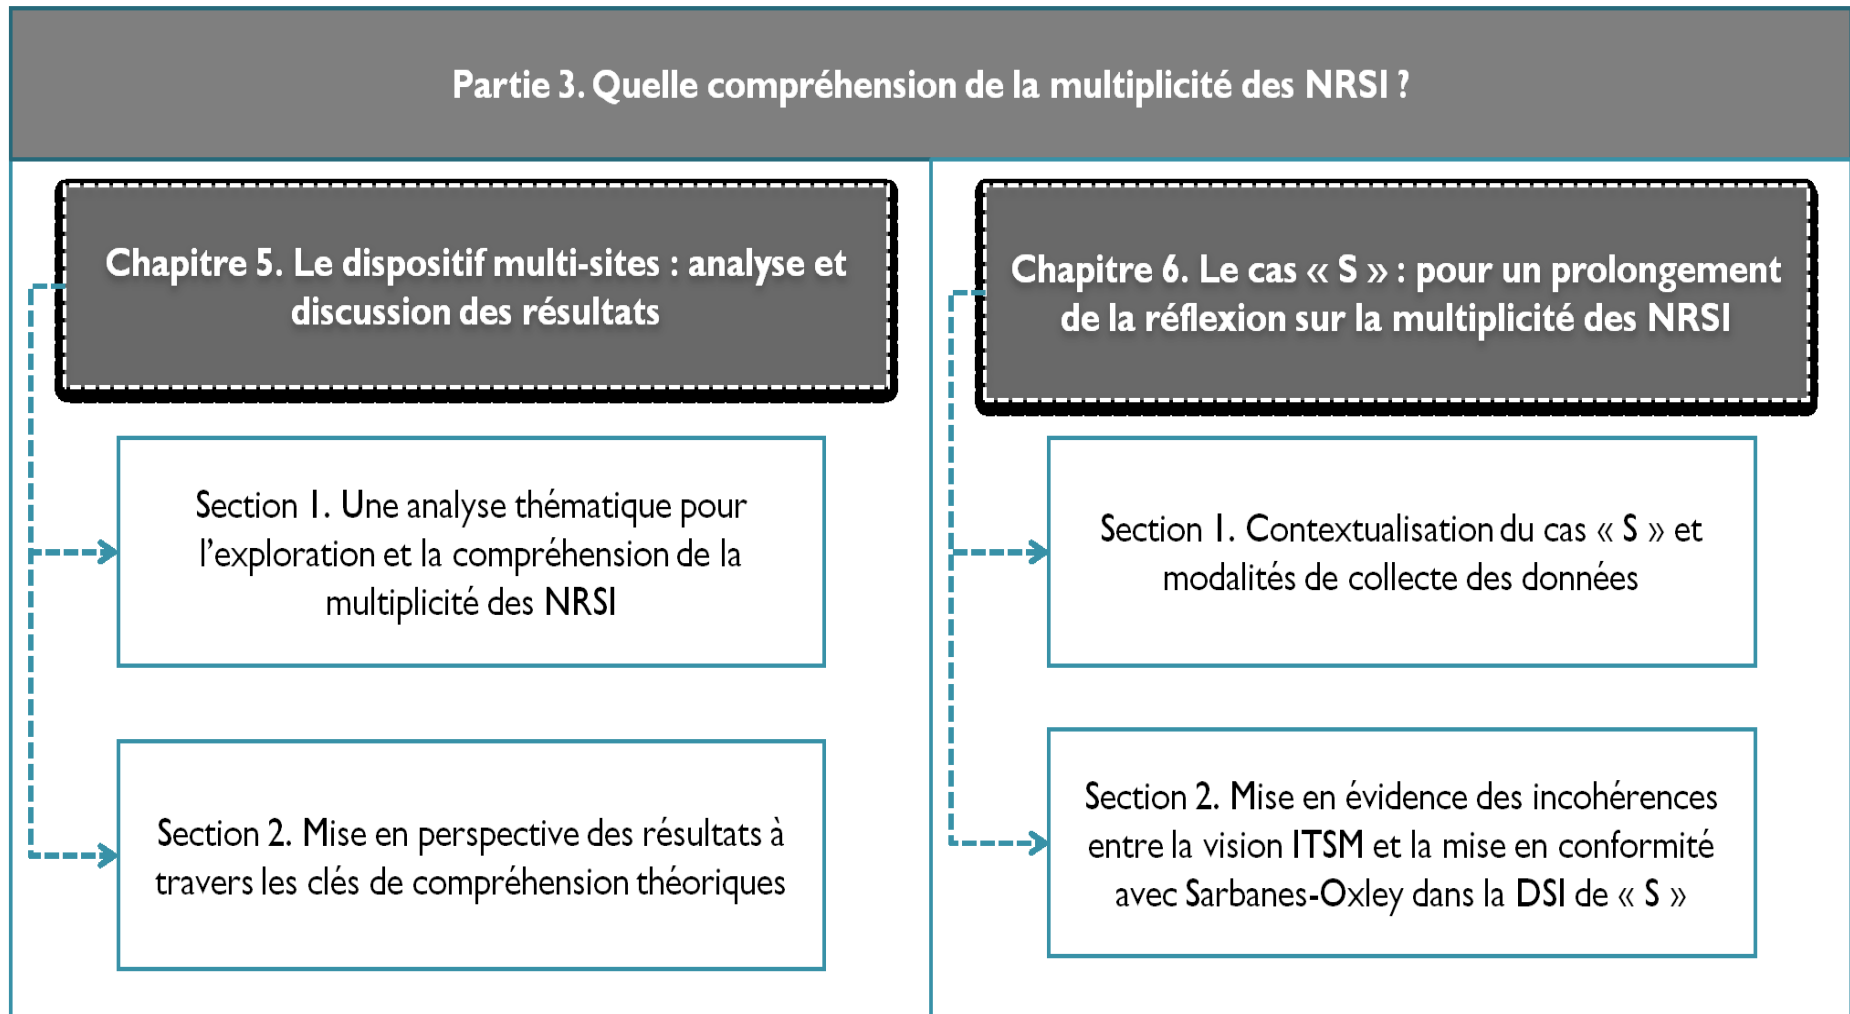 Partie 3. Quelle compréhension de la multiplicité des NRSI ?
Chapitre 5. Le dispositif multi-sites : analyse et
discussion des résultats
Section 1. Une analyse thématique pour
l'exploration et la compréhension de la
multiplicité des NRSI
Section 2. Mise en perspective des résultats à
travers les clés de compréhension théoriques
Chapitre 6. Le cas « S » : pour un prolongement
de la réflexion sur la multiplicité des NRSI
Section 1. Contextualisation du cas « S » et
modalités de collecte des données
Section 2. Mise en évidence des incohérences
entre la vision ITSM et la mise en conformité
avec Sarbanes-Oxley dans la DSI de « S »